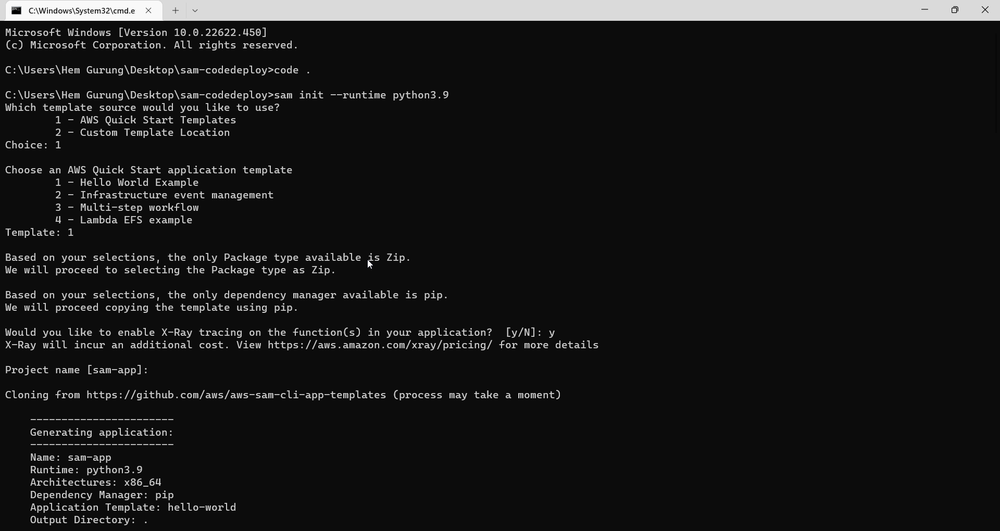 C:\Windows\System32\cmd.e
Microsoft Windows [Version 10.0.22622.450]
(c) Microsoft Corporation. All rights reserved.
C:\Users\Hem Gurung\Desktop\sam-codedeploy>code .
C:\Users\Hem Gurung\Desktop\sam-codedeploy>sam init --runtime python3.9
Which template source would you like to use?
1 - AWS Quick Start Templates
2 - Custom Template Location
Choice: 1
Choose an AWS Quick Start application template
1 - Hello World Example
2 - Infrastructure event management
3 - Multi-step workflow
4 - Lambda EFS example
Template: 1
Based on your selections, the only Package type available is Zip.
We will proceed to selecting the Package type as Zip.
Based on your selections, the only dependency manager available is pip.
We will proceed copying the template using pip.
Would you like to enable X-Ray tracing on the function(s) in your application?  [y/N]: y
X-Ray will incur an additional cost. View https://aws.amazon.com/xray/pricing/ for more details
Project name [sam-app]:
Cloning from https://github.com/aws/aws-sam-cli-app-templates (process may take a moment)
-----------------------
Generating application:
-----------------------
Name: sam-app
Runtime: python3.9
Architectures: x86_64
Dependency Manager: pip
Application Template: hello-world
Output Directory: .